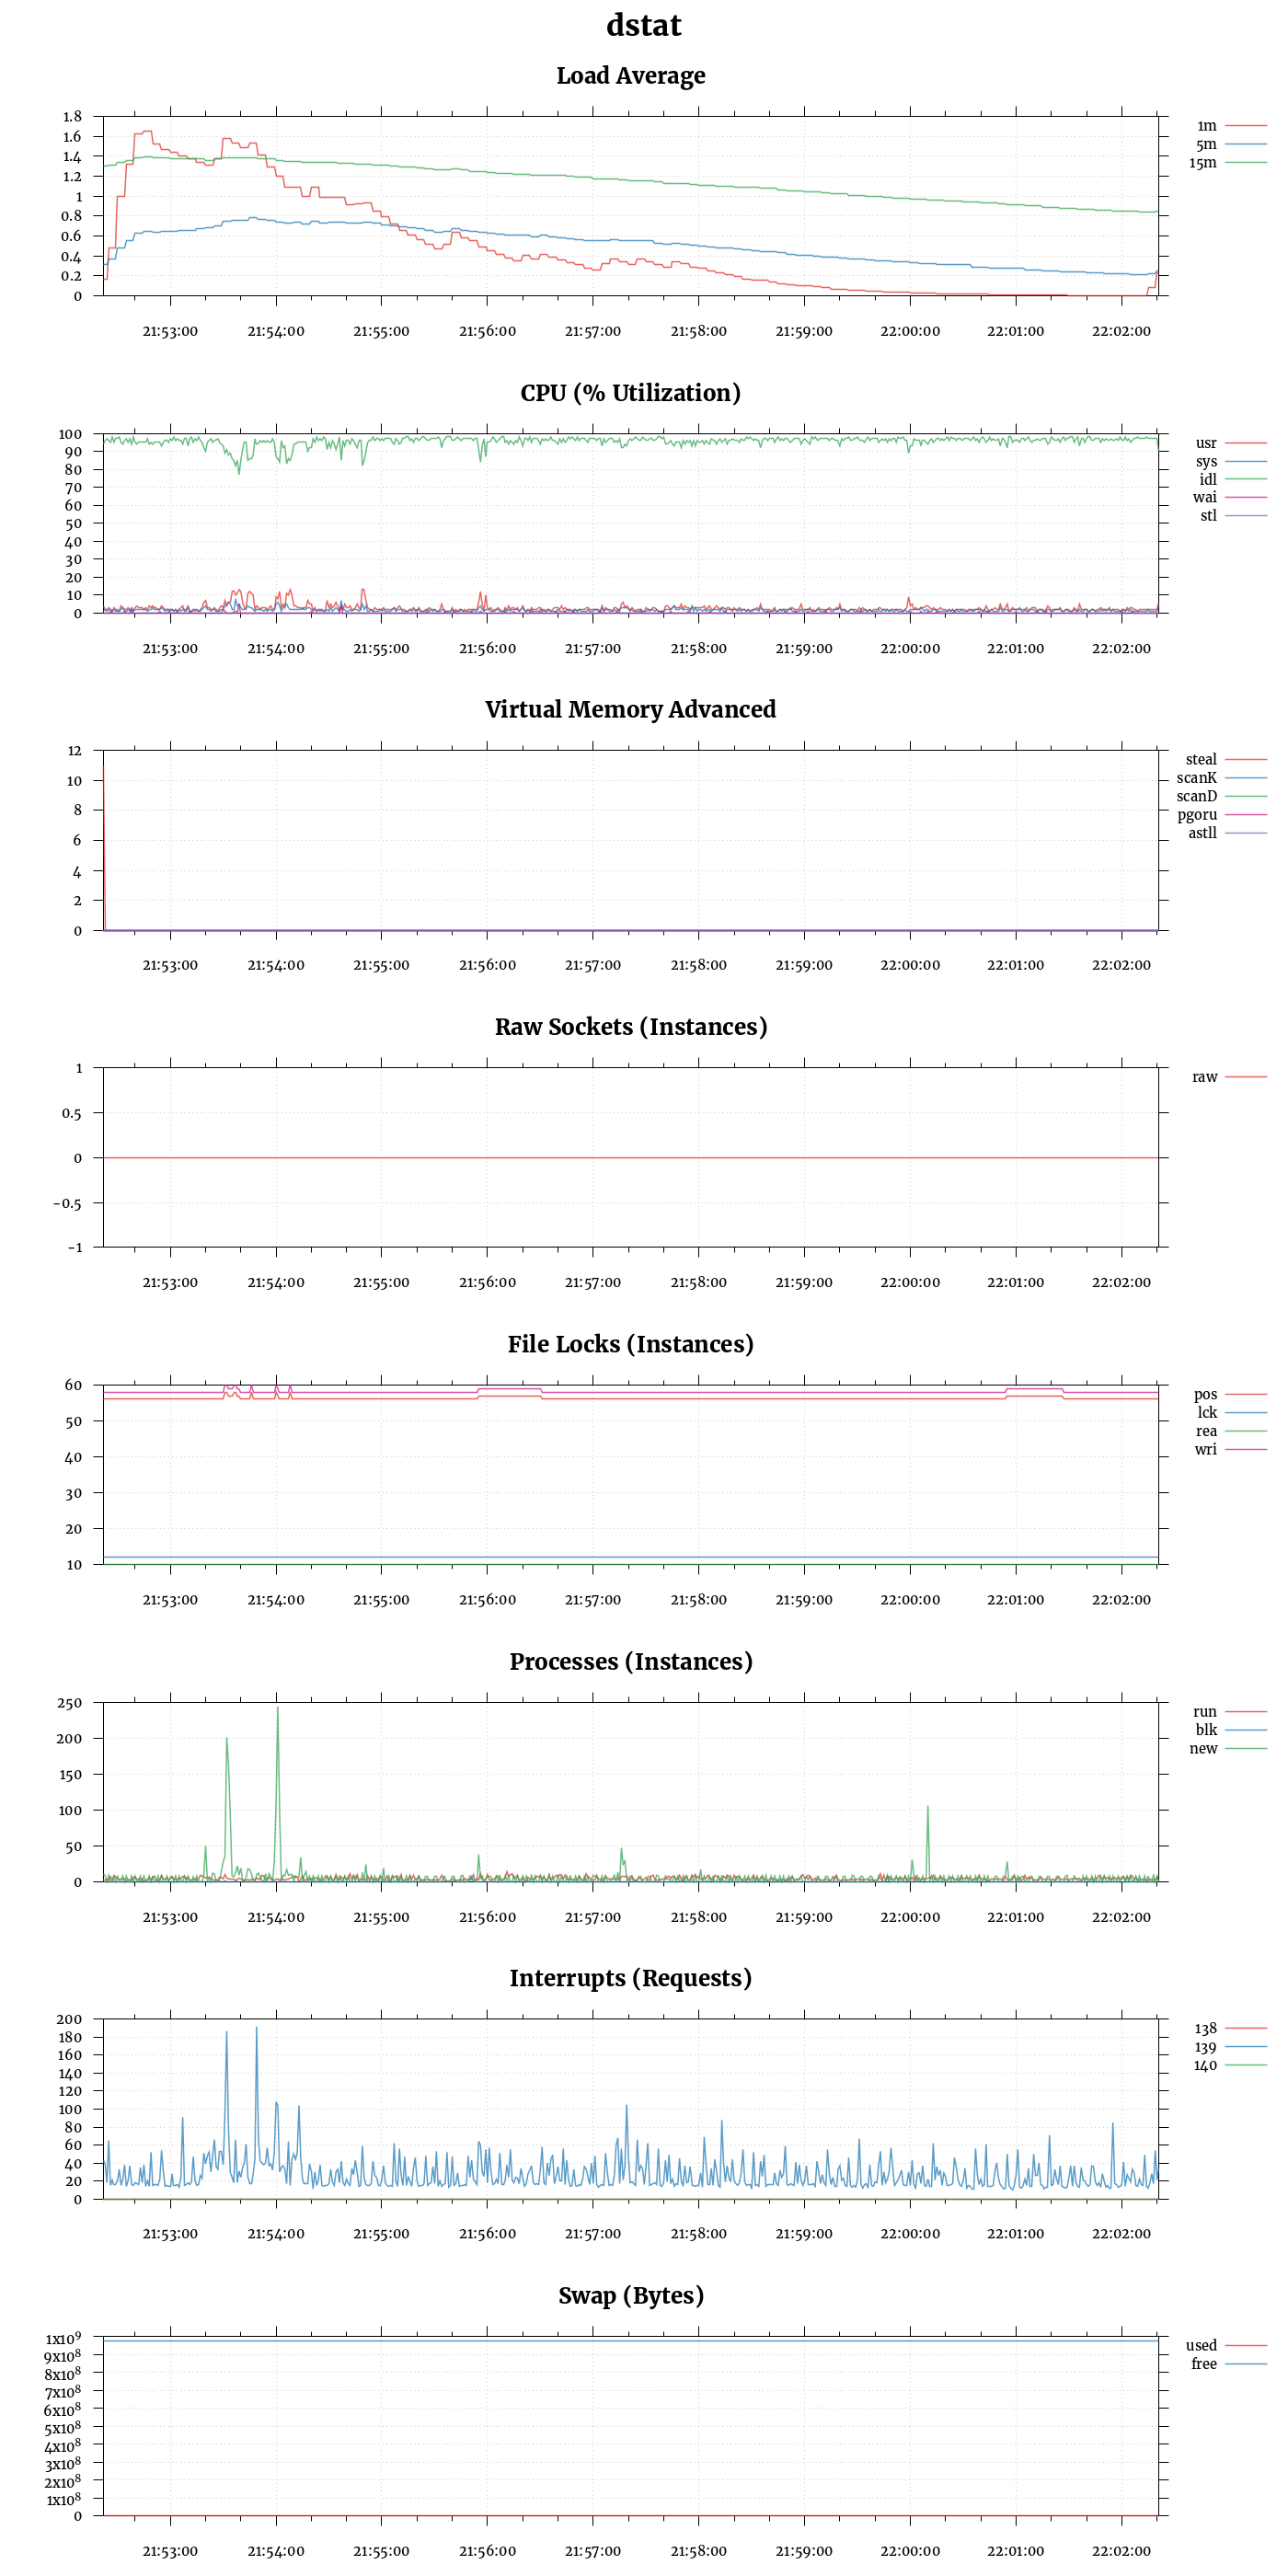 dstat
Load Average
1.8
1.6
1.4
1.2
1
0.8
0.6
0.4
0.2
0
1m
5m
15m
21:53:00 21:54:00 21:55:00 21:56:00 21:57:00 21:58:00 21:59:00 22:00:00 22:01:00 22:02:00
CPU (% Utilization)
100
90
80
70
60
50
40
30
20
10
0
usr
sys
idl
wai
stl
21:53:00 21:54:00 21:55:00 21:56:00 21:57:00 21:58:00 21:59:00 22:00:00 22:01:00 22:02:00
Virtual Memory Advanced
12
10
8
6
4
2
0
steal
scanK
scanD
pgoru
astll
21:53:00 21:54:00 21:55:00 21:56:00 21:57:00 21:58:00 21:59:00 22:00:00 22:01:00 22:02:00
Raw Sockets (Instances)
1
0.5
0
-0.5
-1
raw
21:53:00 21:54:00 21:55:00 21:56:00 21:57:00 21:58:00 21:59:00 22:00:00 22:01:00 22:02:00
File Locks (Instances)
60
50
40
30
20
10
pos
lck
rea
wri
21:53:00 21:54:00 21:55:00 21:56:00 21:57:00 21:58:00 21:59:00 22:00:00 22:01:00 22:02:00
Processes (Instances)
250
200
150
100
50
0
run
blk
new
21:53:00 21:54:00 21:55:00 21:56:00 21:57:00 21:58:00 21:59:00 22:00:00 22:01:00 22:02:00
Interrupts (Requests)
200
180
160
140
120
100
80
60
40
20
0
138
139
140
21:53:00 21:54:00 21:55:00 21:56:00 21:57:00 21:58:00 21:59:00 22:00:00 22:01:00 22:02:00
Swap (Bytes)
1x10⁹
9x10⁸
8x10⁸
7x10⁸
6x10⁸
5x10⁸
4x10⁸
3x10⁸
2x10⁸
1x10⁸
0
used
free
21:53:00 21:54:00 21:55:00 21:56:00 21:57:00 21:58:00 21:59:00 22:00:00 22:01:00 22:02:00